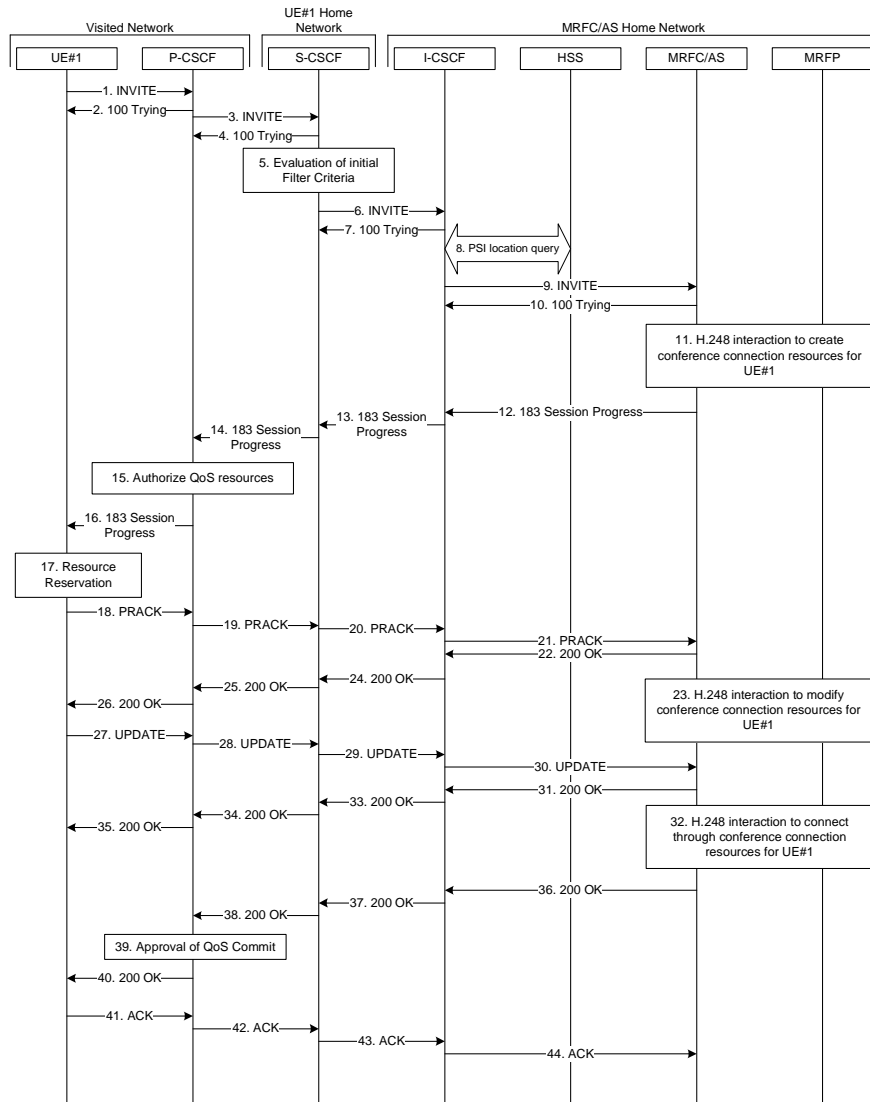 UE#1 Home
Network
Visited Network
MRFC/AS Home Network
UE#1
P-CSCF
S-CSCF
I-CSCF
HSS
MRFC/AS
MRFP
1. INVITE
2. 100 Trying
3. INVITE
4. 100 Trying
5. Evaluation of initial
Filter Criteria
6. INVITE
7. 100 Trying
8. PSI location query
9. INVITE
10. 100 Trying
11. H.248 interaction to create
conference connection resources for
UE#1
12. 183 Session Progress
13. 183 Session
Progress
14. 183 Session
Progress
15. Authorize QoS resources
16. 183 Session
Progress
17. Resource
Reservation
18. PRACK
19. PRACK
20. PRACK
21. PRACK
22. 200 OK
23. H.248 interaction to modify
conference connection resources for
UE#1
24. 200 OK
25. 200 OK
26. 200 OK
27. UPDATE
28. UPDATE
29. UPDATE
30. UPDATE
31. 200 OK
32. H.248 interaction to connect
through conference connection
resources for UE#1
33. 200 OK
34. 200 OK
35. 200 OK
36. 200 OK
37. 200 OK
38. 200 OK
39. Approval of QoS Commit
40. 200 OK
41. ACK
42. ACK
43. ACK
44. ACK